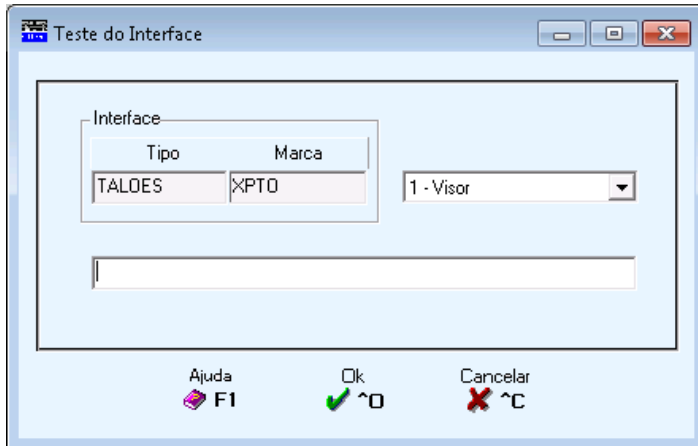 Teste do Interface
Interface
Tipo Marca
TALOES XPTO
1 - Visor
Ajuda Ok Cancelar
F1 ^O ^C